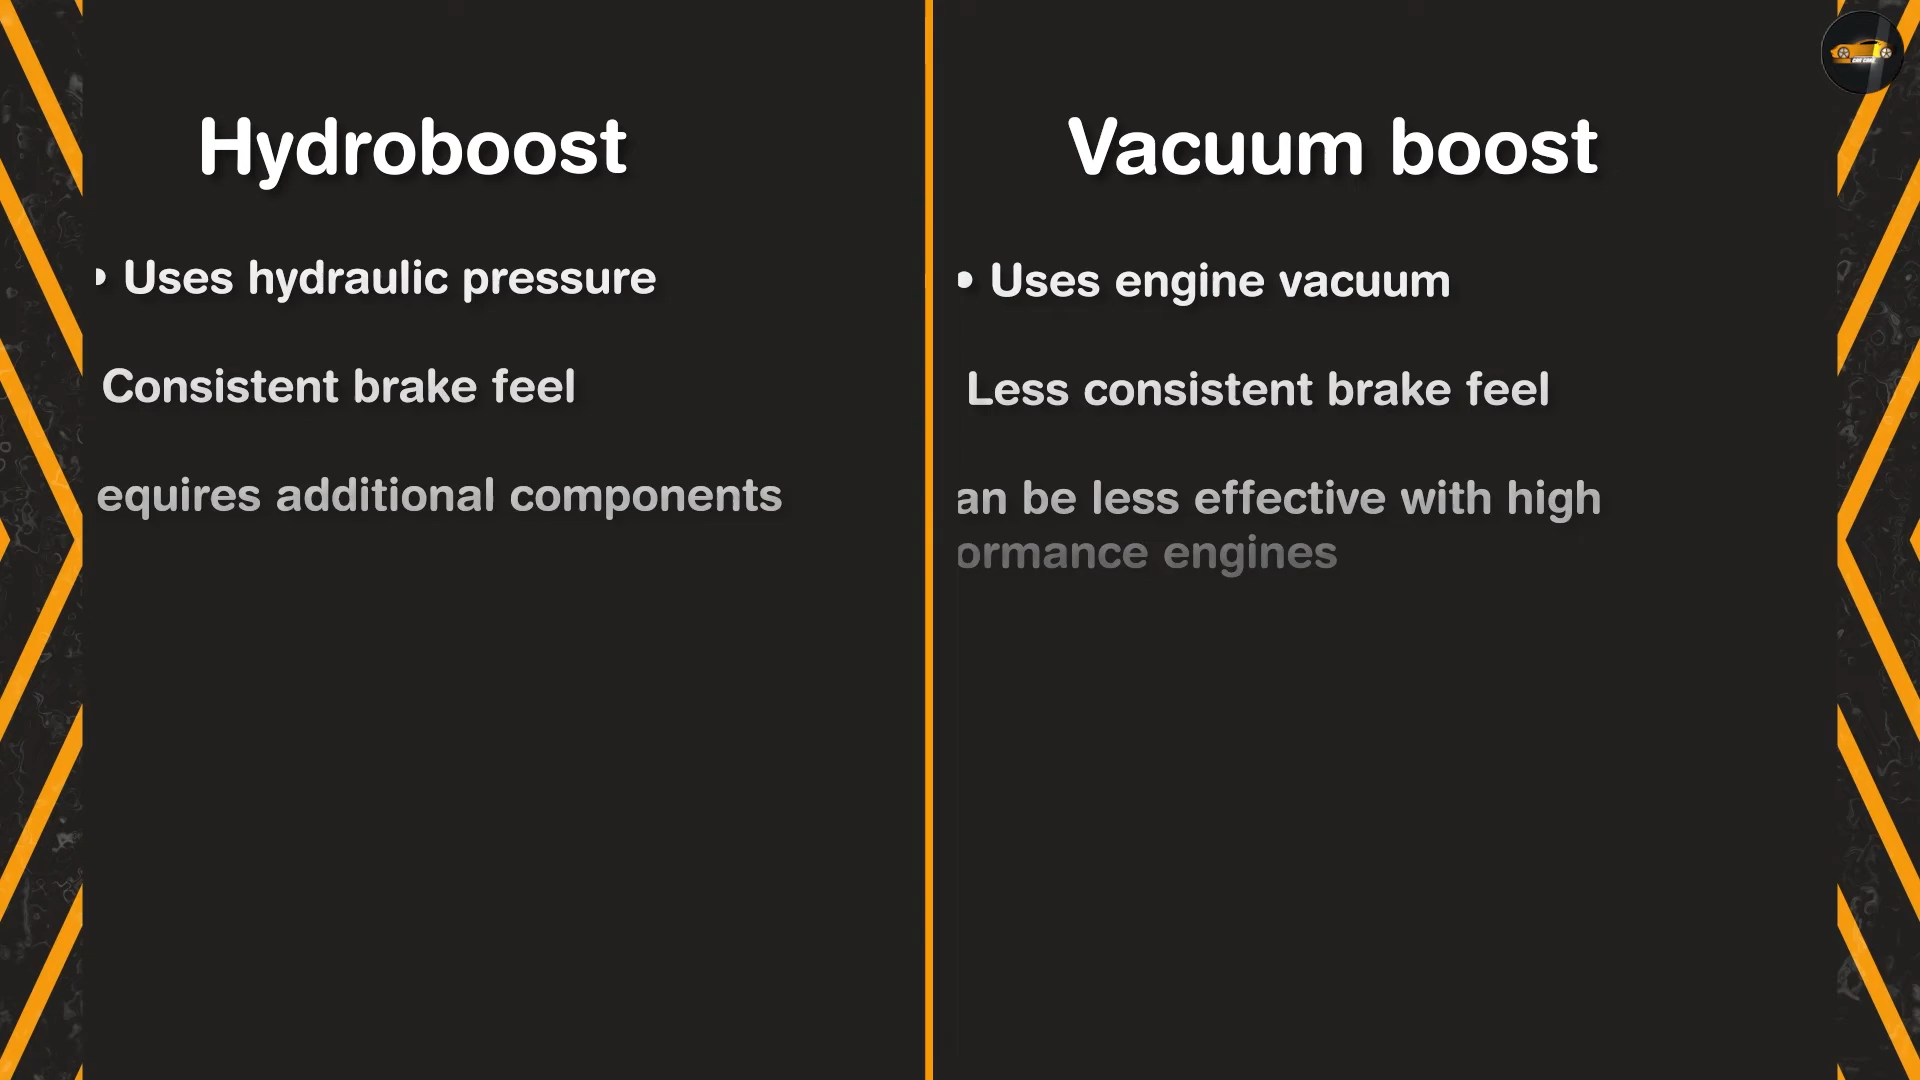 Hydroboost
• Uses hydraulic pressure
Consistent brake feel
equires additional components
Vacuum boost
• Uses engine vacuum
Less consistent brake feel
an be less effective with high
ormance engines